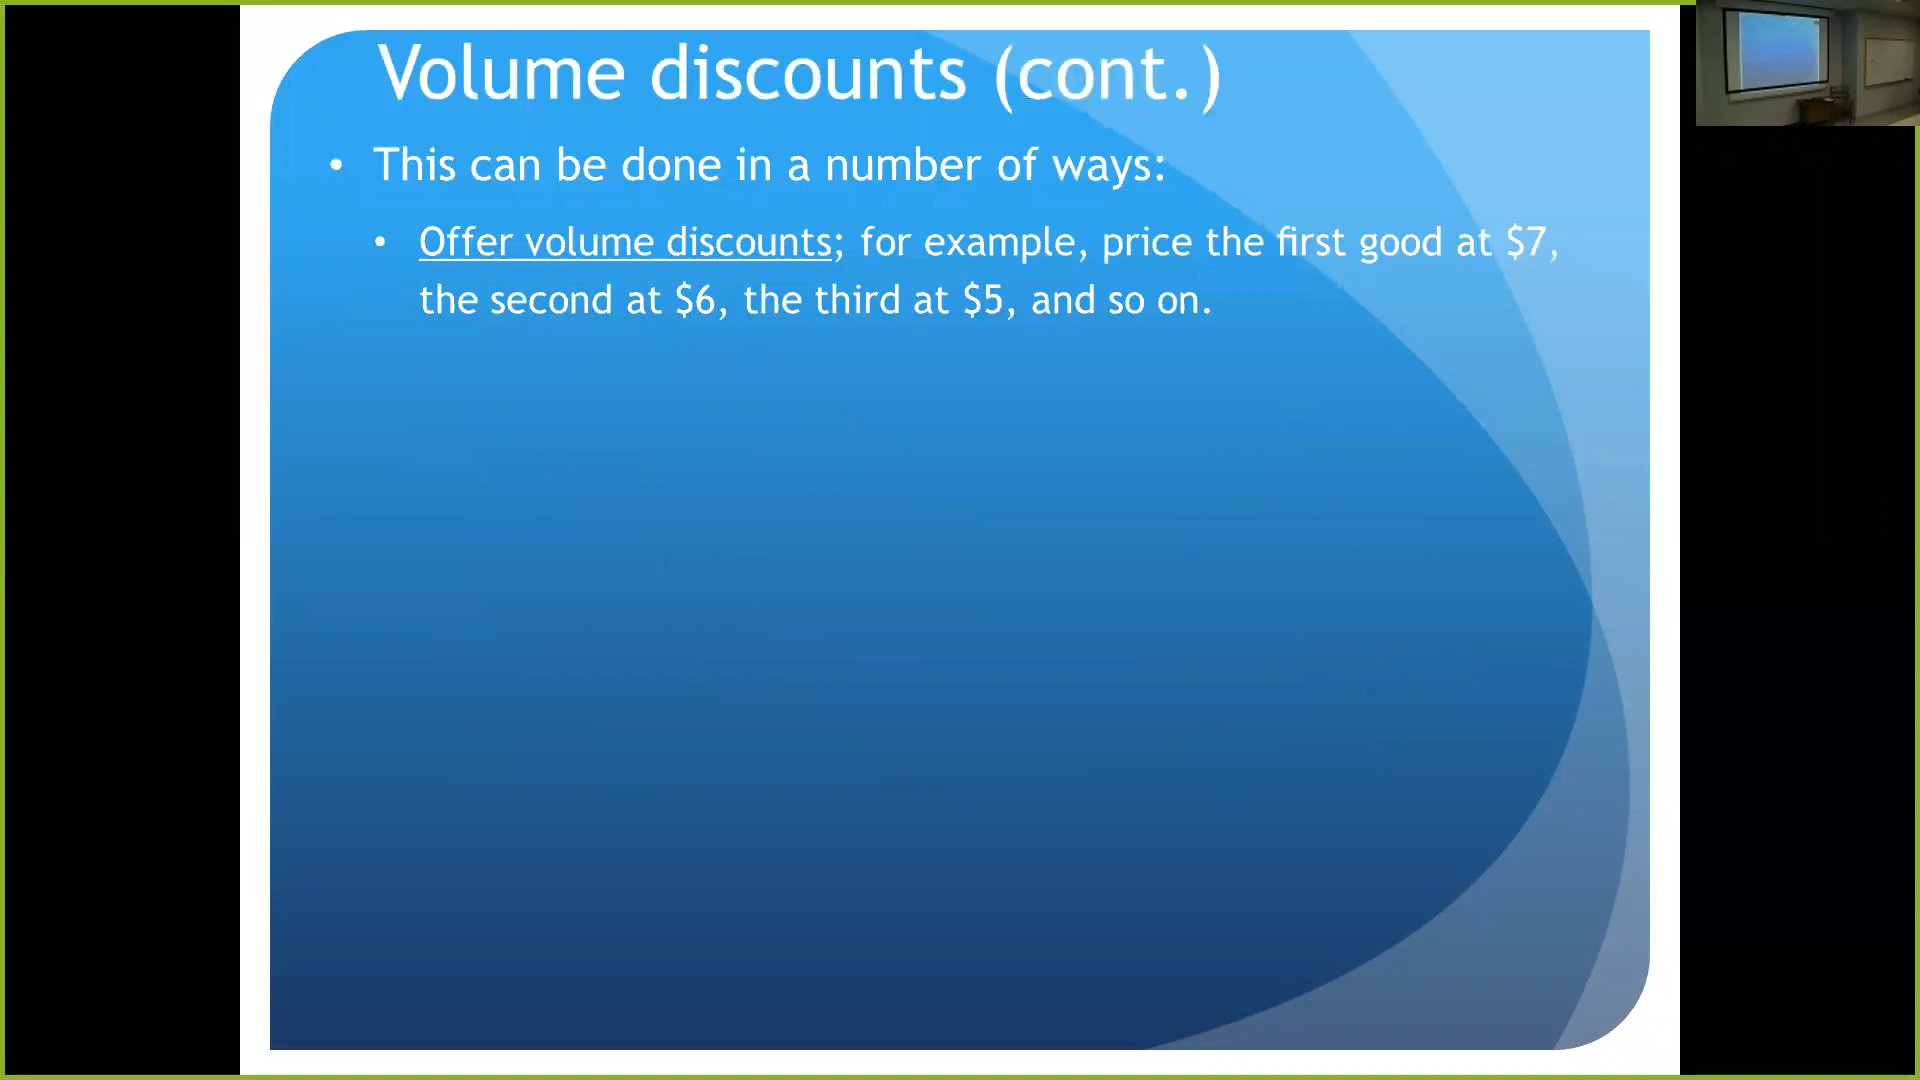 Volume discounts (cont.)
• This can be done in a number of ways:
• Offer volume discounts; for example, price the first good at $7,
the second at $6, the third at $5, and so on.